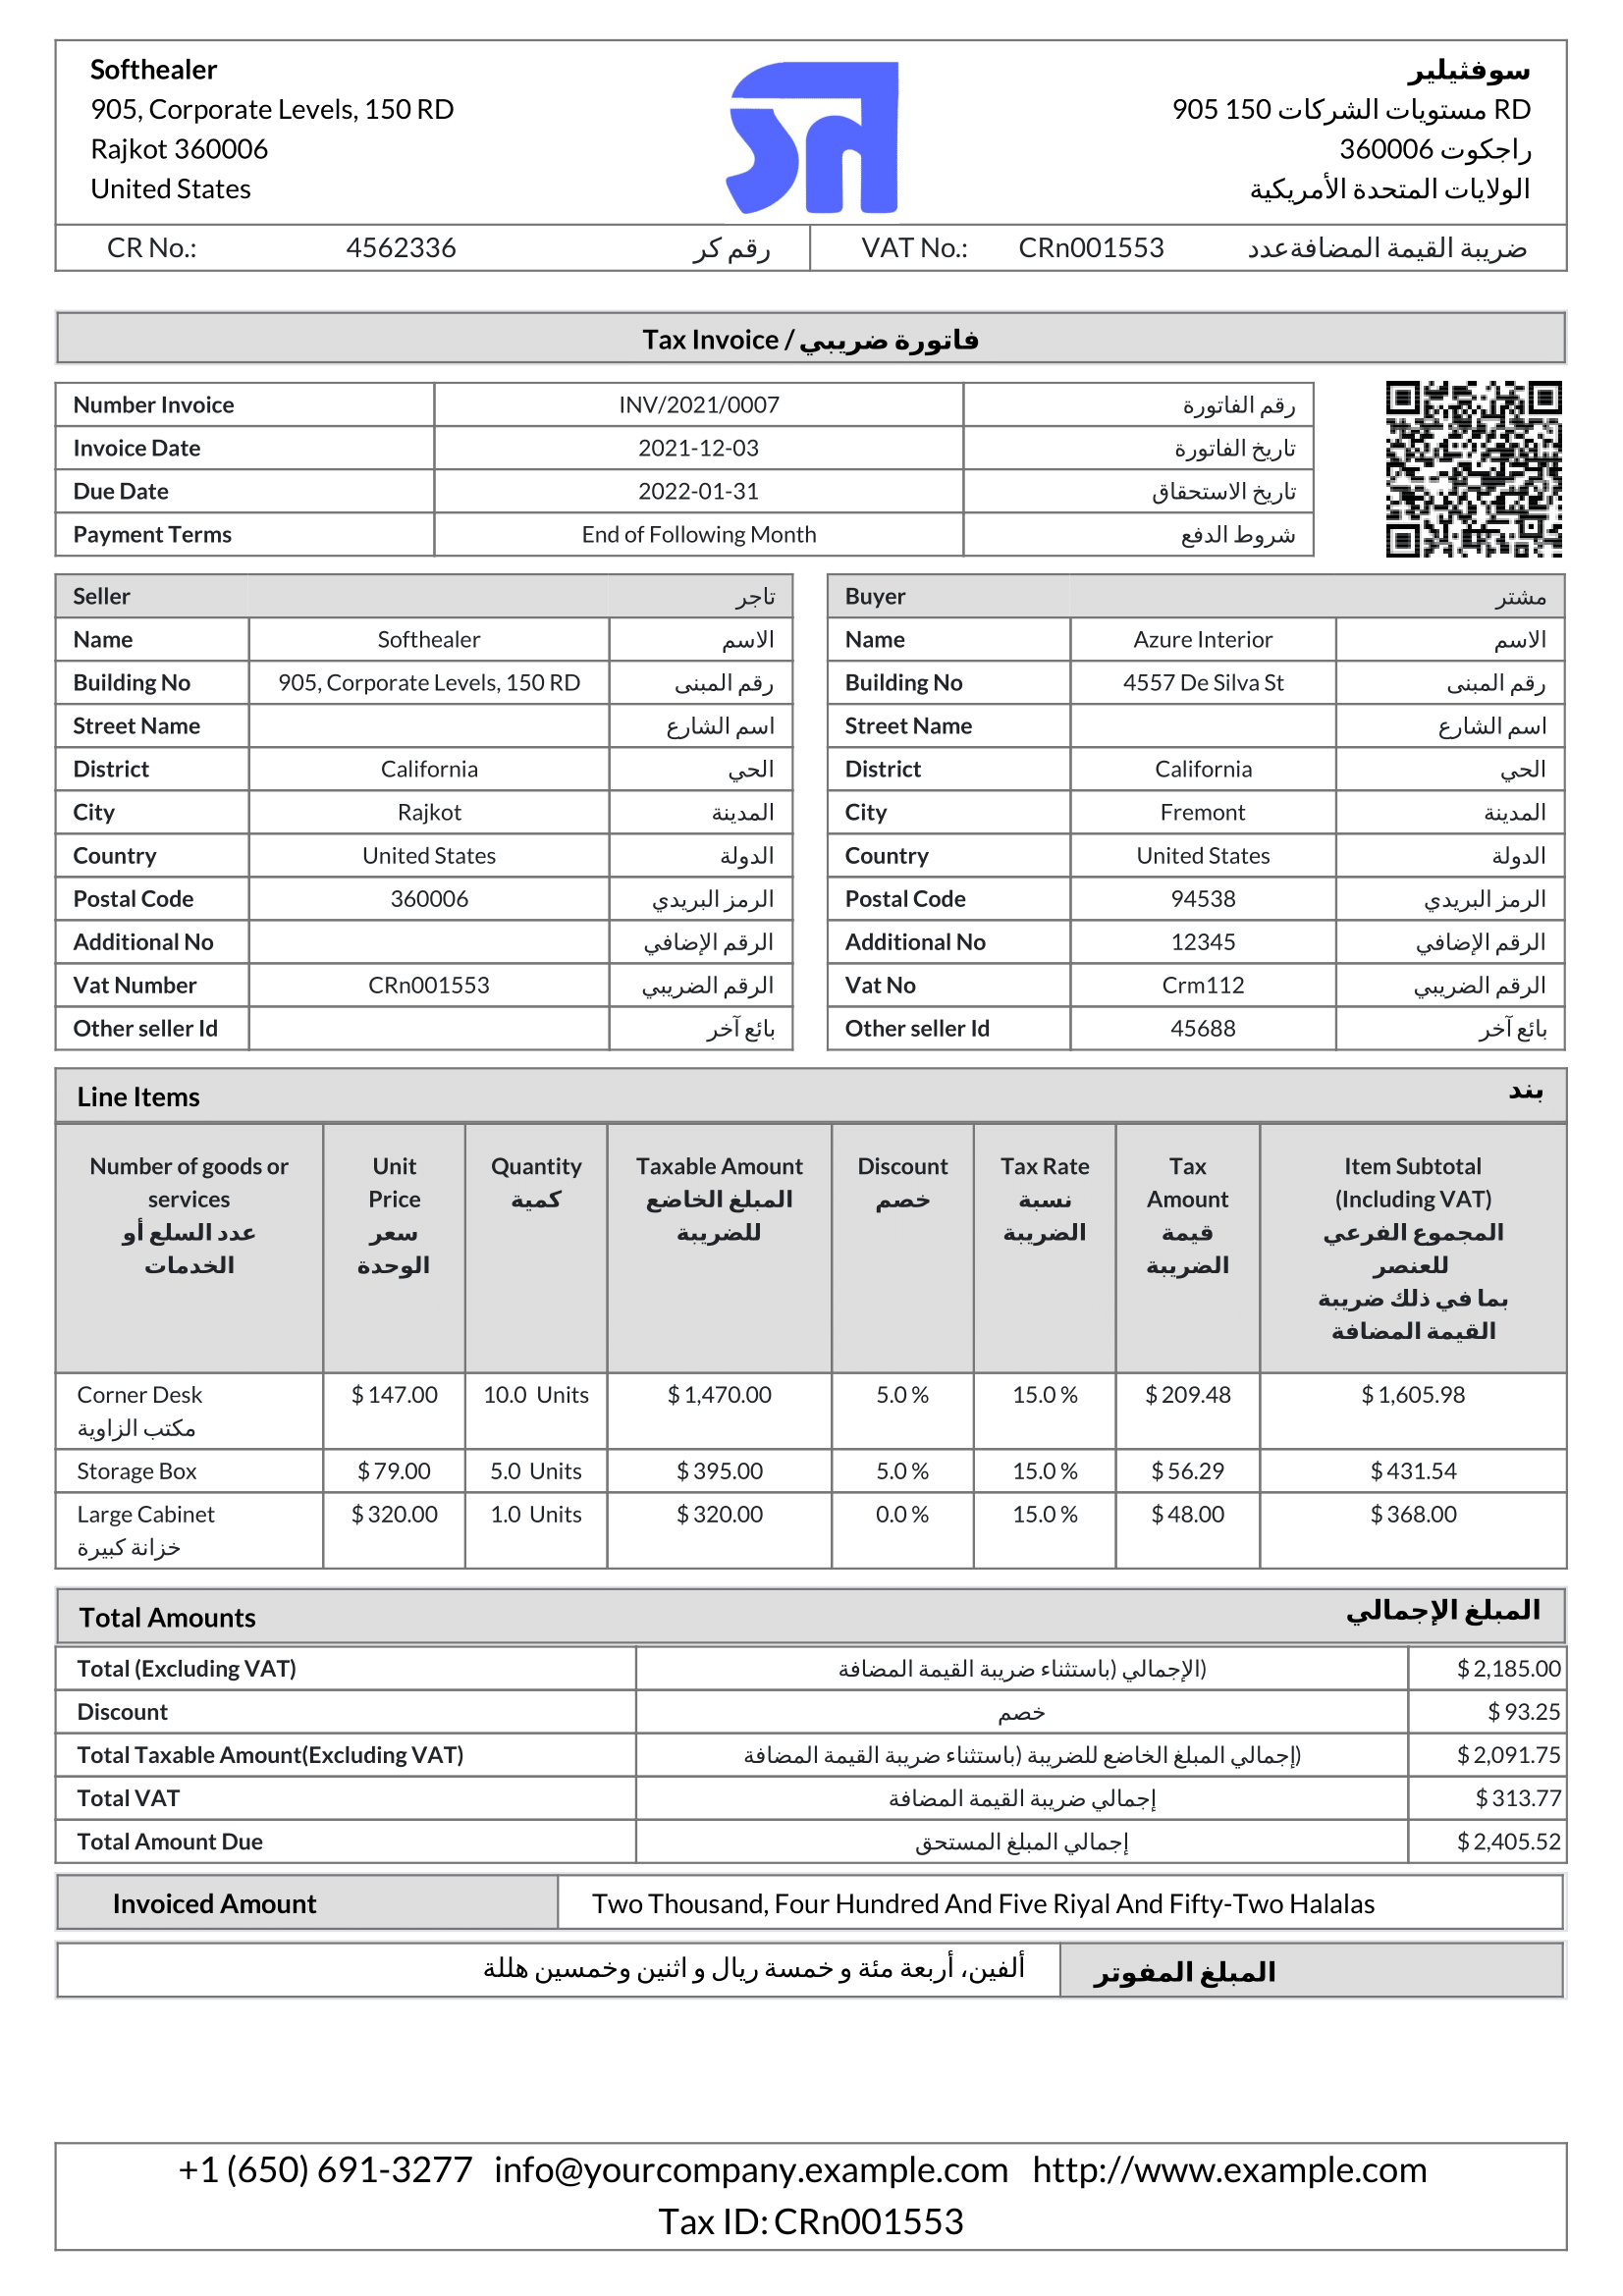 Softhealer
905, Corporate Levels, 150 RD
Rajkot 360006
United States
سوفثيلير
905 مستويات الشركات 150 RD
راجكوت 360006
الولايات المتحدة الأمريكية
CR No.: 4562336 رقم كر
VAT No.: CRn001553 ضريبة القيمة المضافةعدد
Tax Invoice / فاتورة ضريبي
Number Invoice INV/2021/0007 رقم الفاتورة
Invoice Date 2021-12-03 تاريخ الفاتورة
Due Date 2022-01-31 تاريخ الاستحقاق
Payment Terms End of Following Month شروط الدفع
Seller تاجر
Name Softhealer الاسم
Building No 905, Corporate Levels, 150 RD رقم المبنى
Street Name اسم الشارع
District California الحي
City Rajkot المدينة
Country United States الدولة
Postal Code 360006 الرمز البريدي
Additional No الرقم الإضافي
Vat Number CRn001553 الرقم الضريبي
Other seller Id بائع آخر
Buyer مشتر
Name Azure Interior الاسم
Building No 4557 De Silva St رقم المبنى
Street Name اسم الشارع
District California الحي
City Fremont المدينة
Country United States الدولة
Postal Code 94538 الرمز البريدي
Additional No 12345 الرقم الإضافي
Vat No Crm112 الرقم الضريبي
Other seller Id 45688 بائع آخر
Line Items بند
Number of goods or
services
عدد السلع أو
الخدمات
Unit
Price
سعر
الوحدة
Quantity
كمية
Taxable Amount
المبلغ الخاضع
للضريبة
Discount
خصم
Tax Rate
نسبة
الضريبة
Tax
Amount
قيمة
الضريبة
Item Subtotal
(Including VAT)
المجموع الفرعي
للعنصر
بما في ذلك ضريبة
القيمة المضافة
Corner Desk $ 147.00 10.0 Units $ 1,470.00 5.0 % 15.0 % $ 209.48 $ 1,605.98
مكتب الزاوية
Storage Box $ 79.00 5.0 Units $ 395.00 5.0 % 15.0 % $ 56.29 $ 431.54
Large Cabinet $ 320.00 1.0 Units $ 320.00 0.0 % 15.0 % $ 48.00 $ 368.00
خزانة كبيرة
Total Amounts المبلغ الإجمالي
Total (Excluding VAT) (الإجمالي (باستثناء ضريبة القيمة المضافة $ 2,185.00
Discount خصم $ 93.25
Total Taxable Amount(Excluding VAT) (إجمالي المبلغ الخاضع للضريبة (باستثناء ضريبة القيمة المضافة $ 2,091.75
Total VAT إجمالي ضريبة القيمة المضافة $ 313.77
Total Amount Due إجمالي المبلغ المستحق $ 2,405.52
Invoiced Amount Two Thousand, Four Hundred And Five Riyal And Fifty-Two Halalas
المبلغ المفوتر ألفين، أربعة مئة و خمسة ريال و اثنين وخمسين هللة
+1 (650) 691-3277 info@yourcompany.example.com http://www.example.com
Tax ID: CRn001553